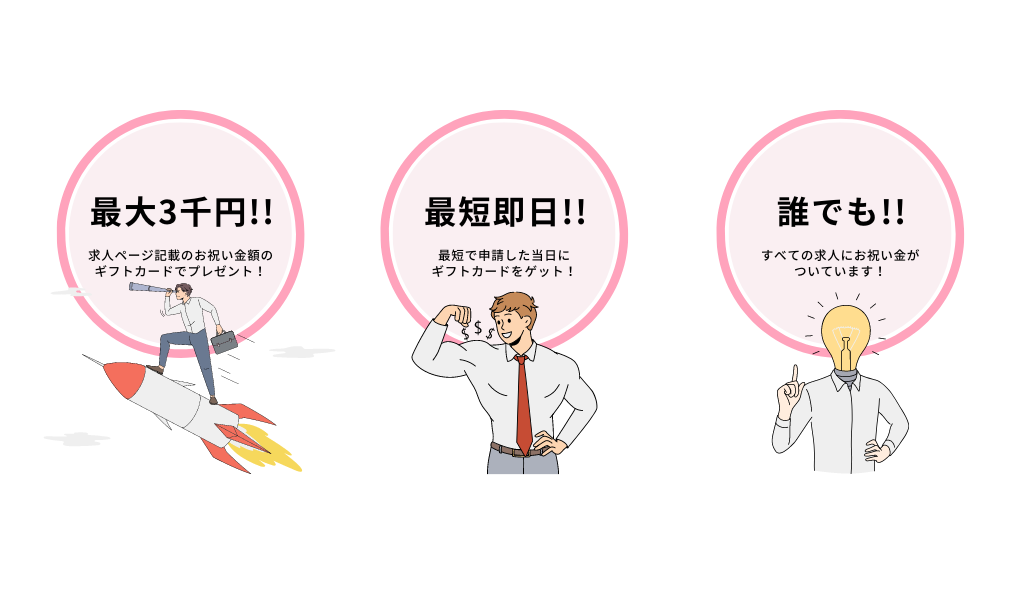 最大3千円!!
求人ページ記載のお祝い金額の
ギフトカードでプレゼント！
最短即日!!
最短で申請した当日に
ギフトカードをゲット！
$ $ $
誰でも!!
すべての求人にお祝い金が
ついています！